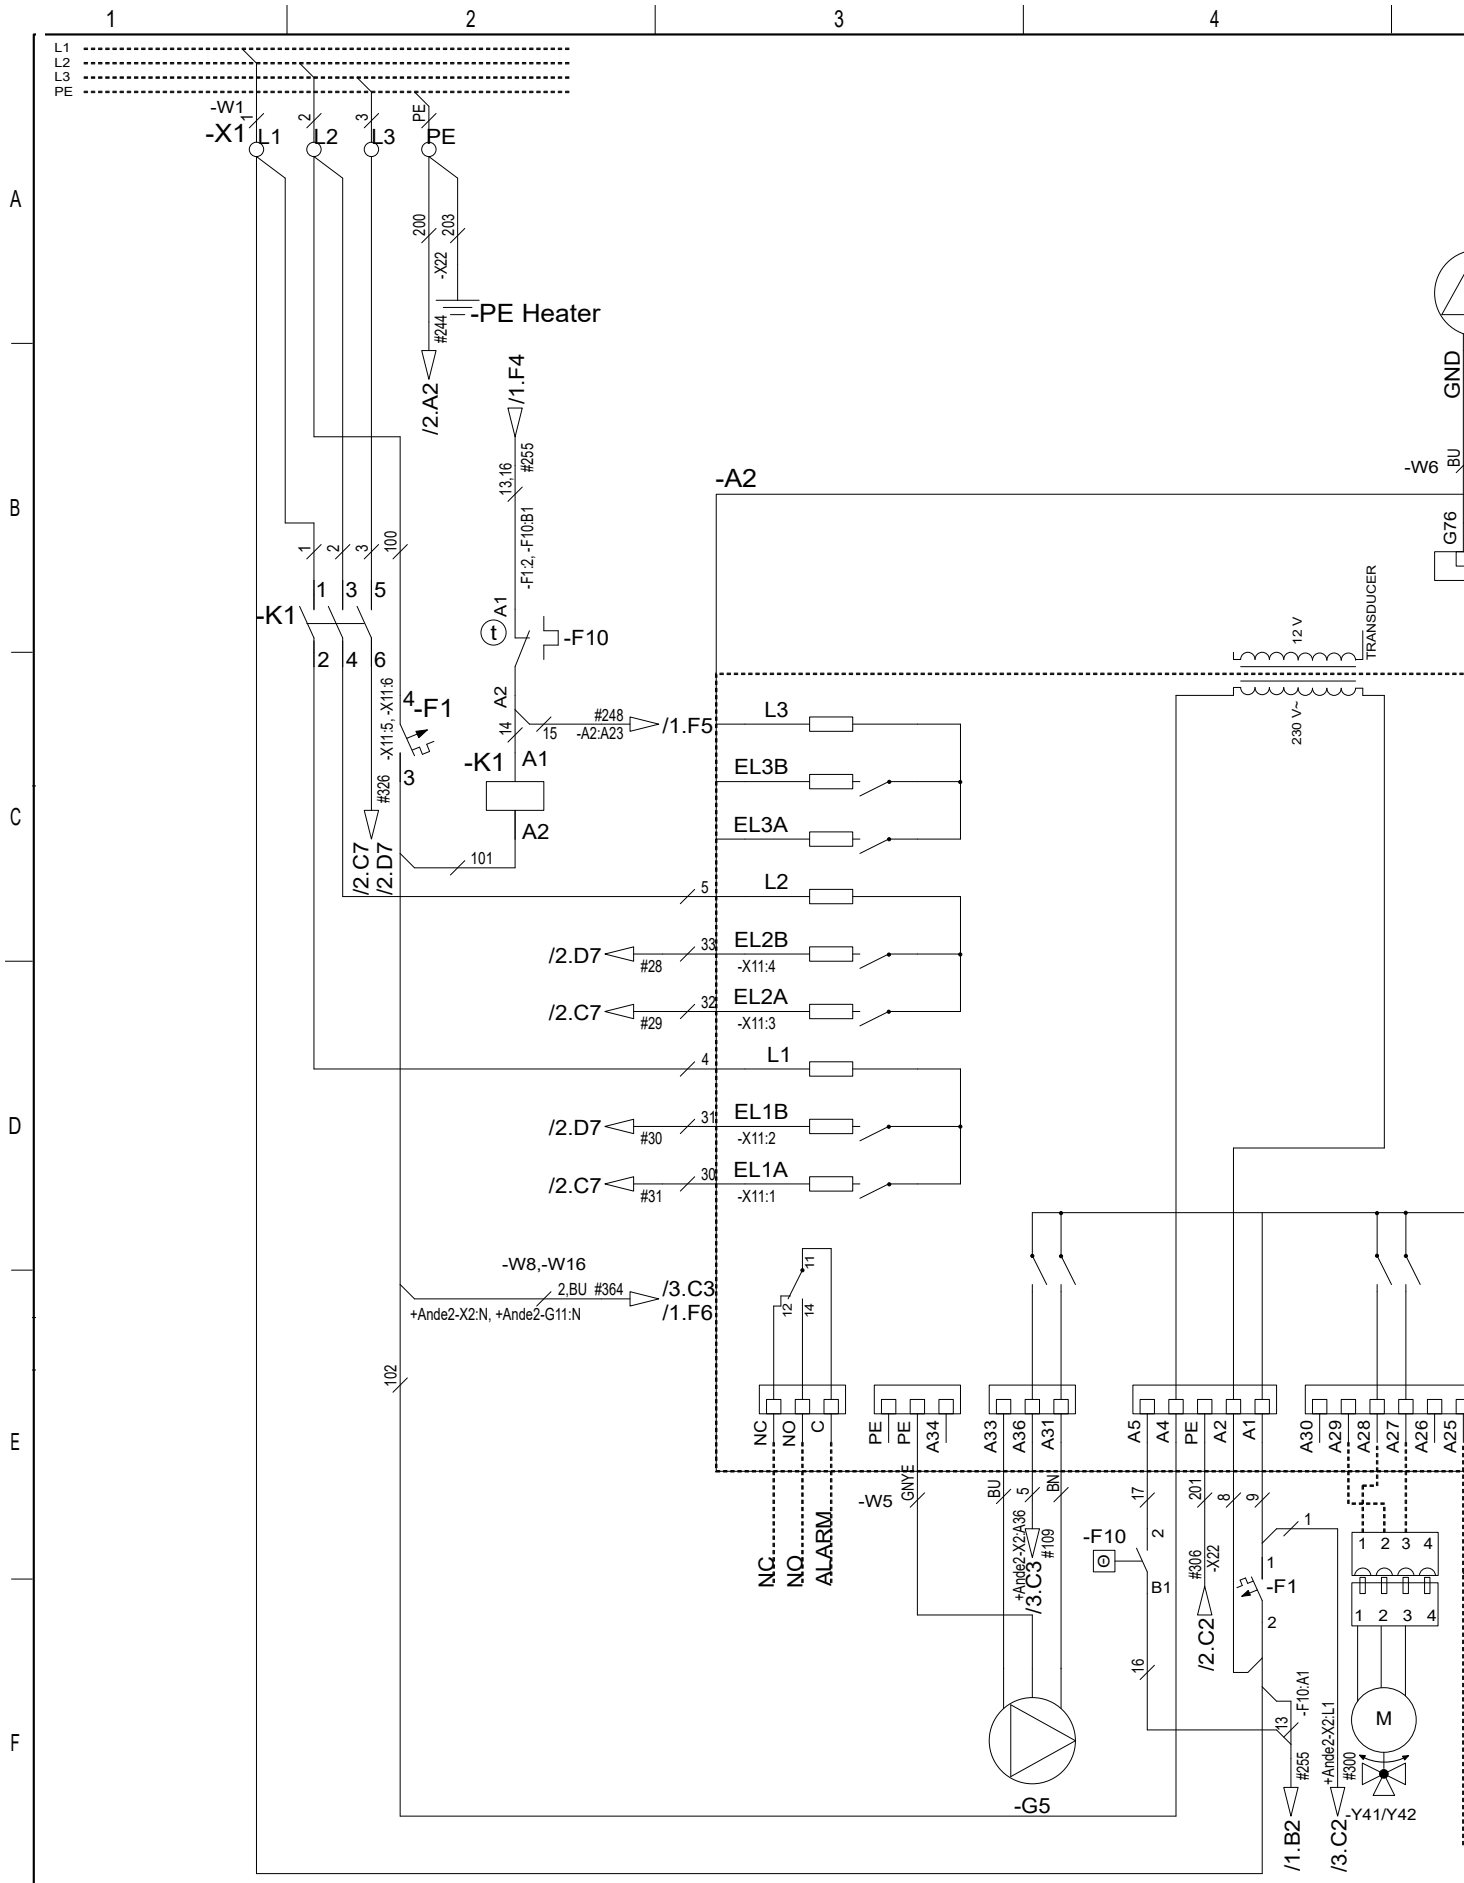 1 2 3 4
L1
L2
L3
PE
-W1 1 2 3 PE
-X1 L1 L2 L3 PE
A
200 203
-X22
-PE Heater
#244
/2.A2
/1.F4
GND
-W6 BU
B
13,16 #255
-F1:2, -F10:B1
-A2
G76
1 2 3 100
1 3 5
-K1
2 4 6
A1
t
-F10
A2
12 V
TRANSDUCER
230 V~
-X11:5, -X11:6
4 -F1
3
#326
14 15
#248
-A2:A23
/1.F5
L3
-K1 A1
A2
EL3B
C
EL3A
/2.C7
/2.D7
101
5 L2
/2.D7 #28 33 EL2B
-X11:4
/2.C7 #29 32 EL2A
-X11:3
4 L1
D
/2.D7 #30 31 EL1B
-X11:2
/2.C7 #31 30 EL1A
-X11:1
-W8,-W16
2,BU #364
/3.C3
/1.F6
+Ande2-X2:N, +Ande2-G11:N
11
12 14
102
E
NC NO C
PE PE A34
A33 A36 A31
A5 A4 PE A2 A1
A30 A29 A28 A27 A26 A25
NC NO ALARM
-W5 GNYE
BU 5 BN
+Ande2-X2:A36
#109
/3.C3
17 201 8 9
-F10 2
B1
#306
-X22
/2.C2
1
1
-F1
2
1 2 3 4
1 2 3 4
16
F
13
-F10:A1
#255
/1.B2
+Ande2-X2:L1
#300
/3.C2
M
-Y41/Y42
-G5